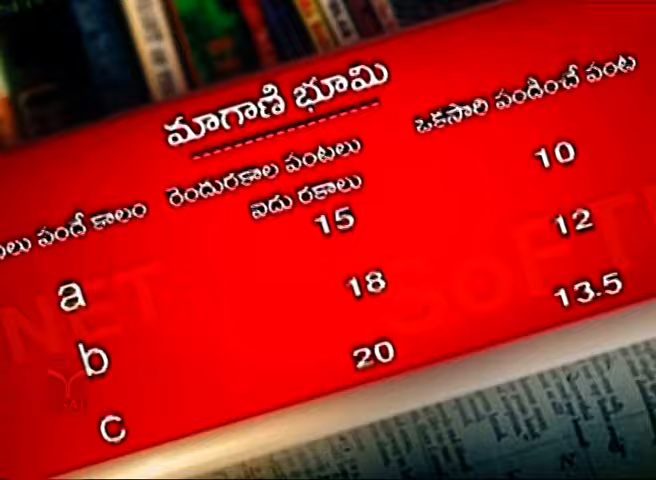 మాగాణి భూమి
పందే కాలం రెండురకాల పంటలు ఒకసారి పండించే పంట
ఐదు రకాలు
a 15 10
b 18 12
c 20 13.5